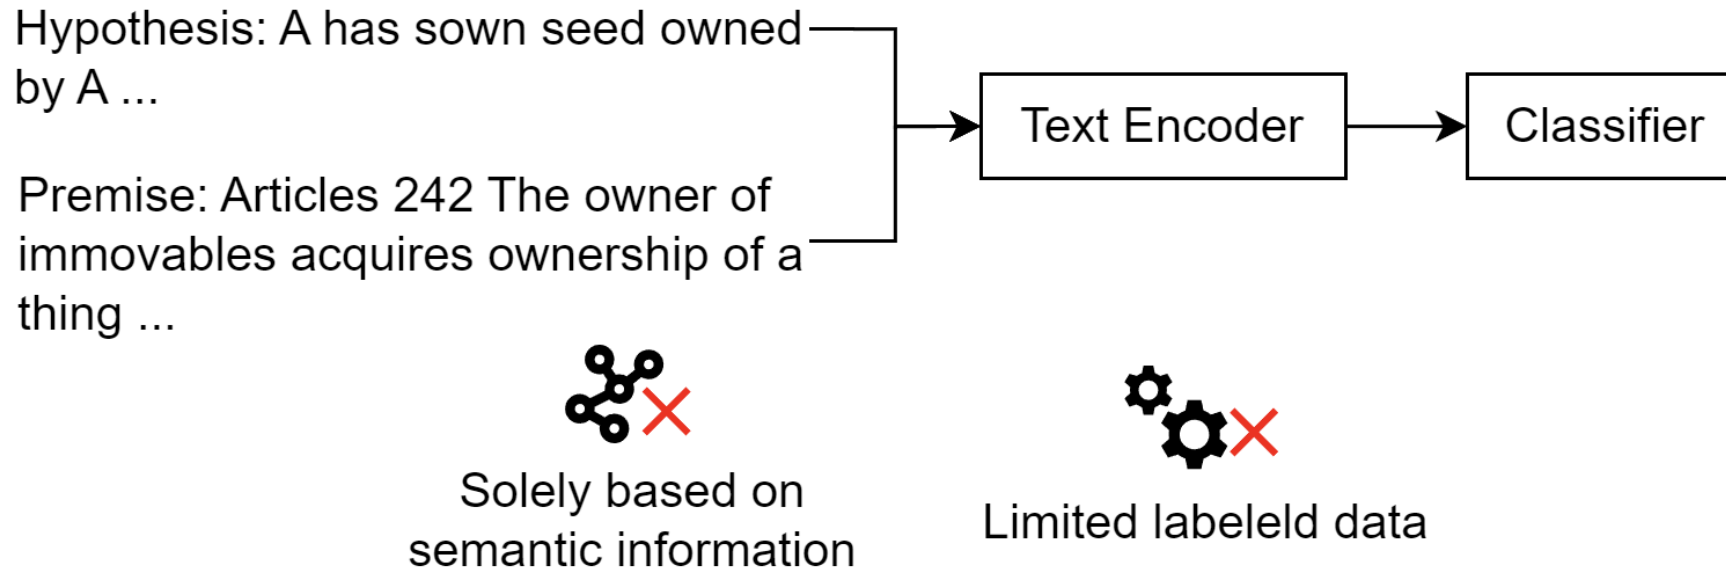 Hypothesis: A has sown seed owned
by A ...
Text Encoder
Classifier
Premise: Articles 242 The owner of
immovables acquires ownership of a
thing ...
Solely based on
semantic information
Limited labeleld data